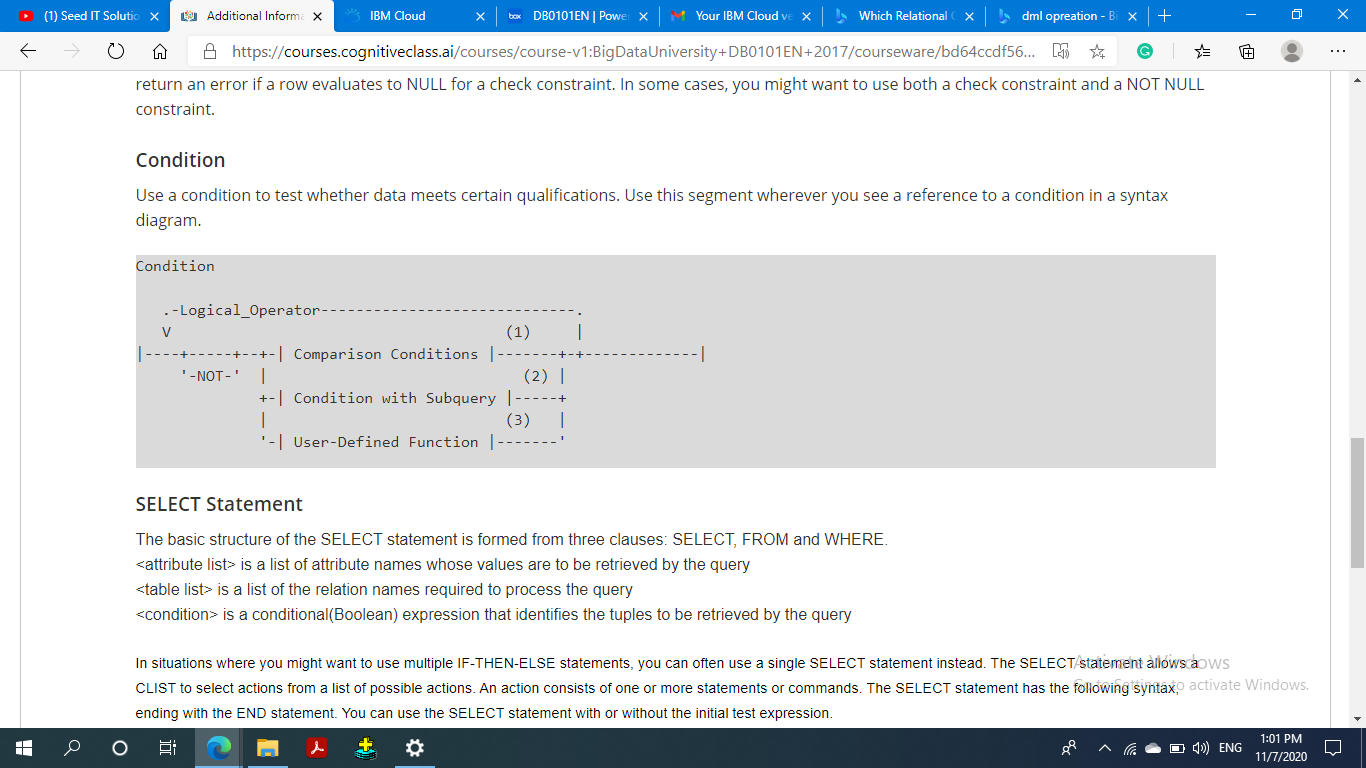 (1) Seed IT Solutio
Additional Informa
IBM Cloud
DB0101EN | Powe
Your IBM Cloud ve
Which Relational
dml opreation - Bi
https://courses.cognitiveclass.ai/courses/course-v1:BigDataUniversity+DB0101EN+2017/courseware/bd64ccdf56...
return an error if a row evaluates to NULL for a check constraint. In some cases, you might want to use both a check constraint and a NOT NULL
constraint.
Condition
Use a condition to test whether data meets certain qualifications. Use this segment wherever you see a reference to a condition in a syntax
diagram.
Condition
   .-Logical_Operator-----------------------------.
   V                                      (1)     |
|----+-----+--+-| Comparison Conditions |-------+-+-------------|
     '-NOT-'  |                             (2) |
              +-| Condition with Subquery |-----+
              |                           (3)   |
              '-| User-Defined Function |-------'
SELECT Statement
The basic structure of the SELECT statement is formed from three clauses: SELECT, FROM and WHERE.
<attribute list> is a list of attribute names whose values are to be retrieved by the query
<table list> is a list of the relation names required to process the query
<condition> is a conditional(Boolean) expression that identifies the tuples to be retrieved by the query
In situations where you might want to use multiple IF-THEN-ELSE statements, you can often use a single SELECT statement instead. The SELECT statement allows a
CLIST to select actions from a list of possible actions. An action consists of one or more statements or commands. The SELECT statement has the following syntax,
ending with the END statement. You can use the SELECT statement with or without the initial test expression.
Activate Windows
Go to Settings to activate Windows.
ENG
1:01 PM
11/7/2020